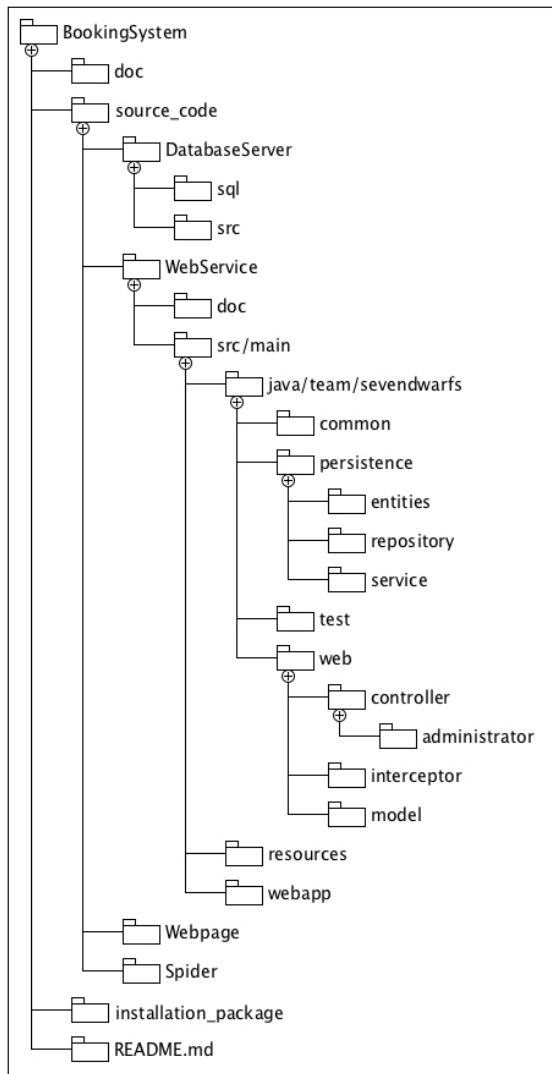 BookingSystem
doc
source_code
DatabaseServer
sql
src
WebService
doc
src/main
java/team/sevendwarfs
common
persistence
entities
repository
service
test
web
controller
administrator
interceptor
model
resources
webapp
Webpage
Spider
installation_package
README.md